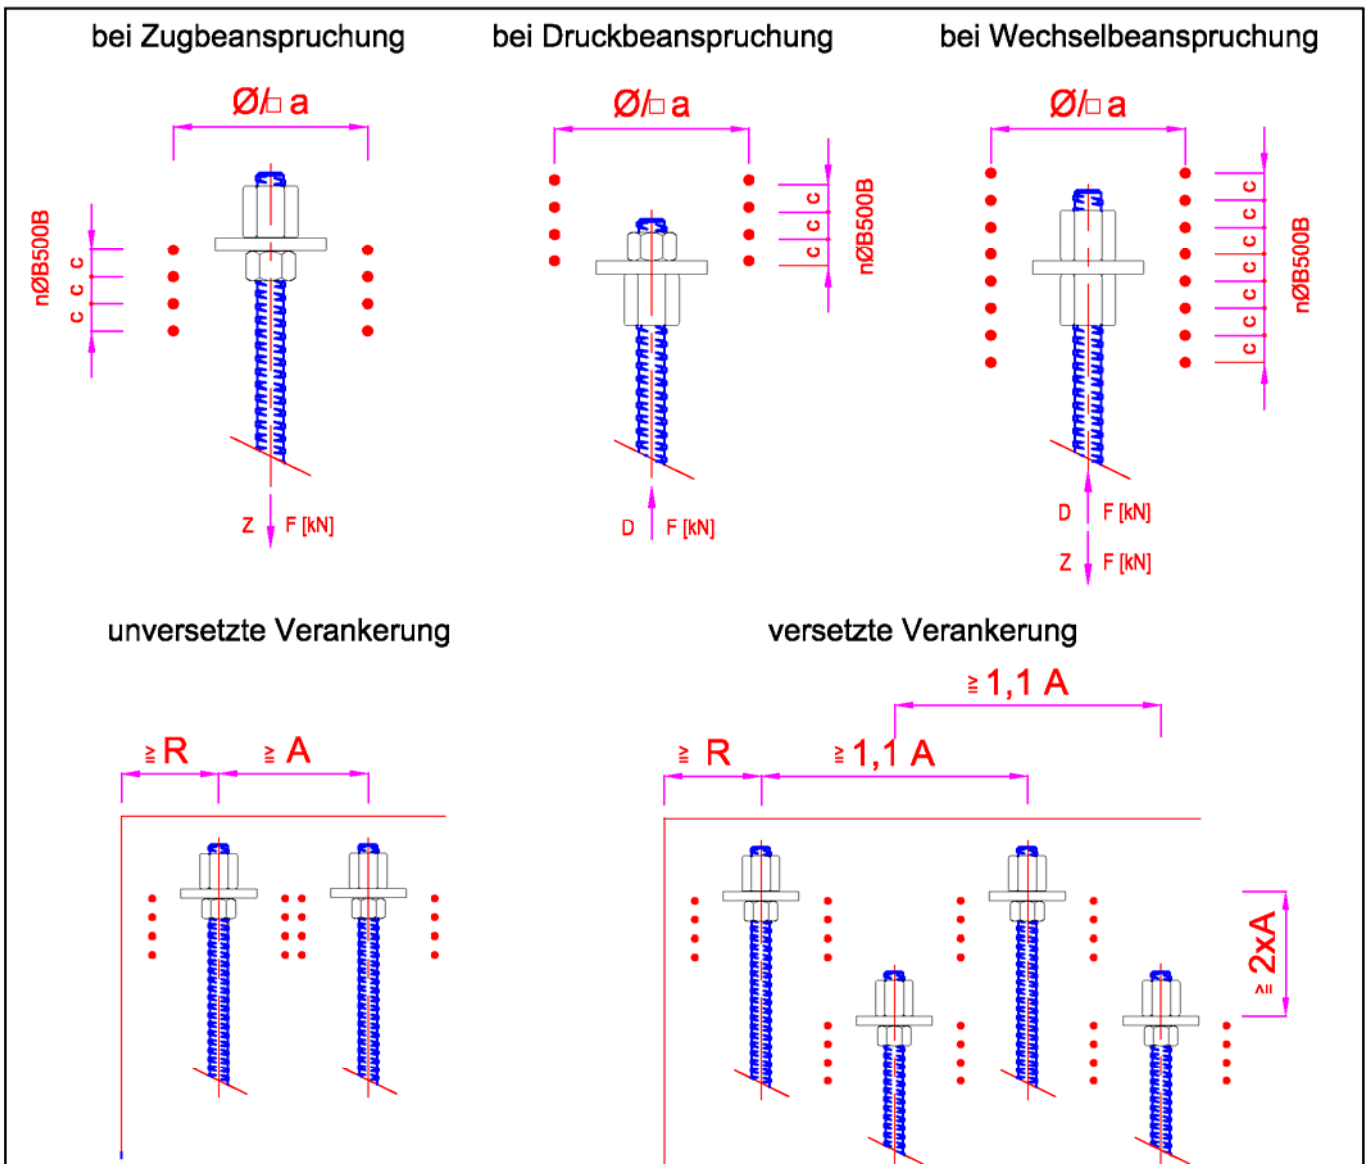 bei Zugbeanspruchung
bei Druckbeanspruchung
bei Wechselbeanspruchung
Ø/□ a
Ø/□ a
Ø/□ a
nØB500B
c
c
c
c
c
c
nØB500B
c
c
c
c
c
c
c
nØB500B
Z F [kN]
D F [kN]
D F [kN]
Z F [kN]
unversetzte Verankerung
versetzte Verankerung
≧ 1,1 A
≧ R
≧ A
≧ R
≧ 1,1 A
≧ 2xA